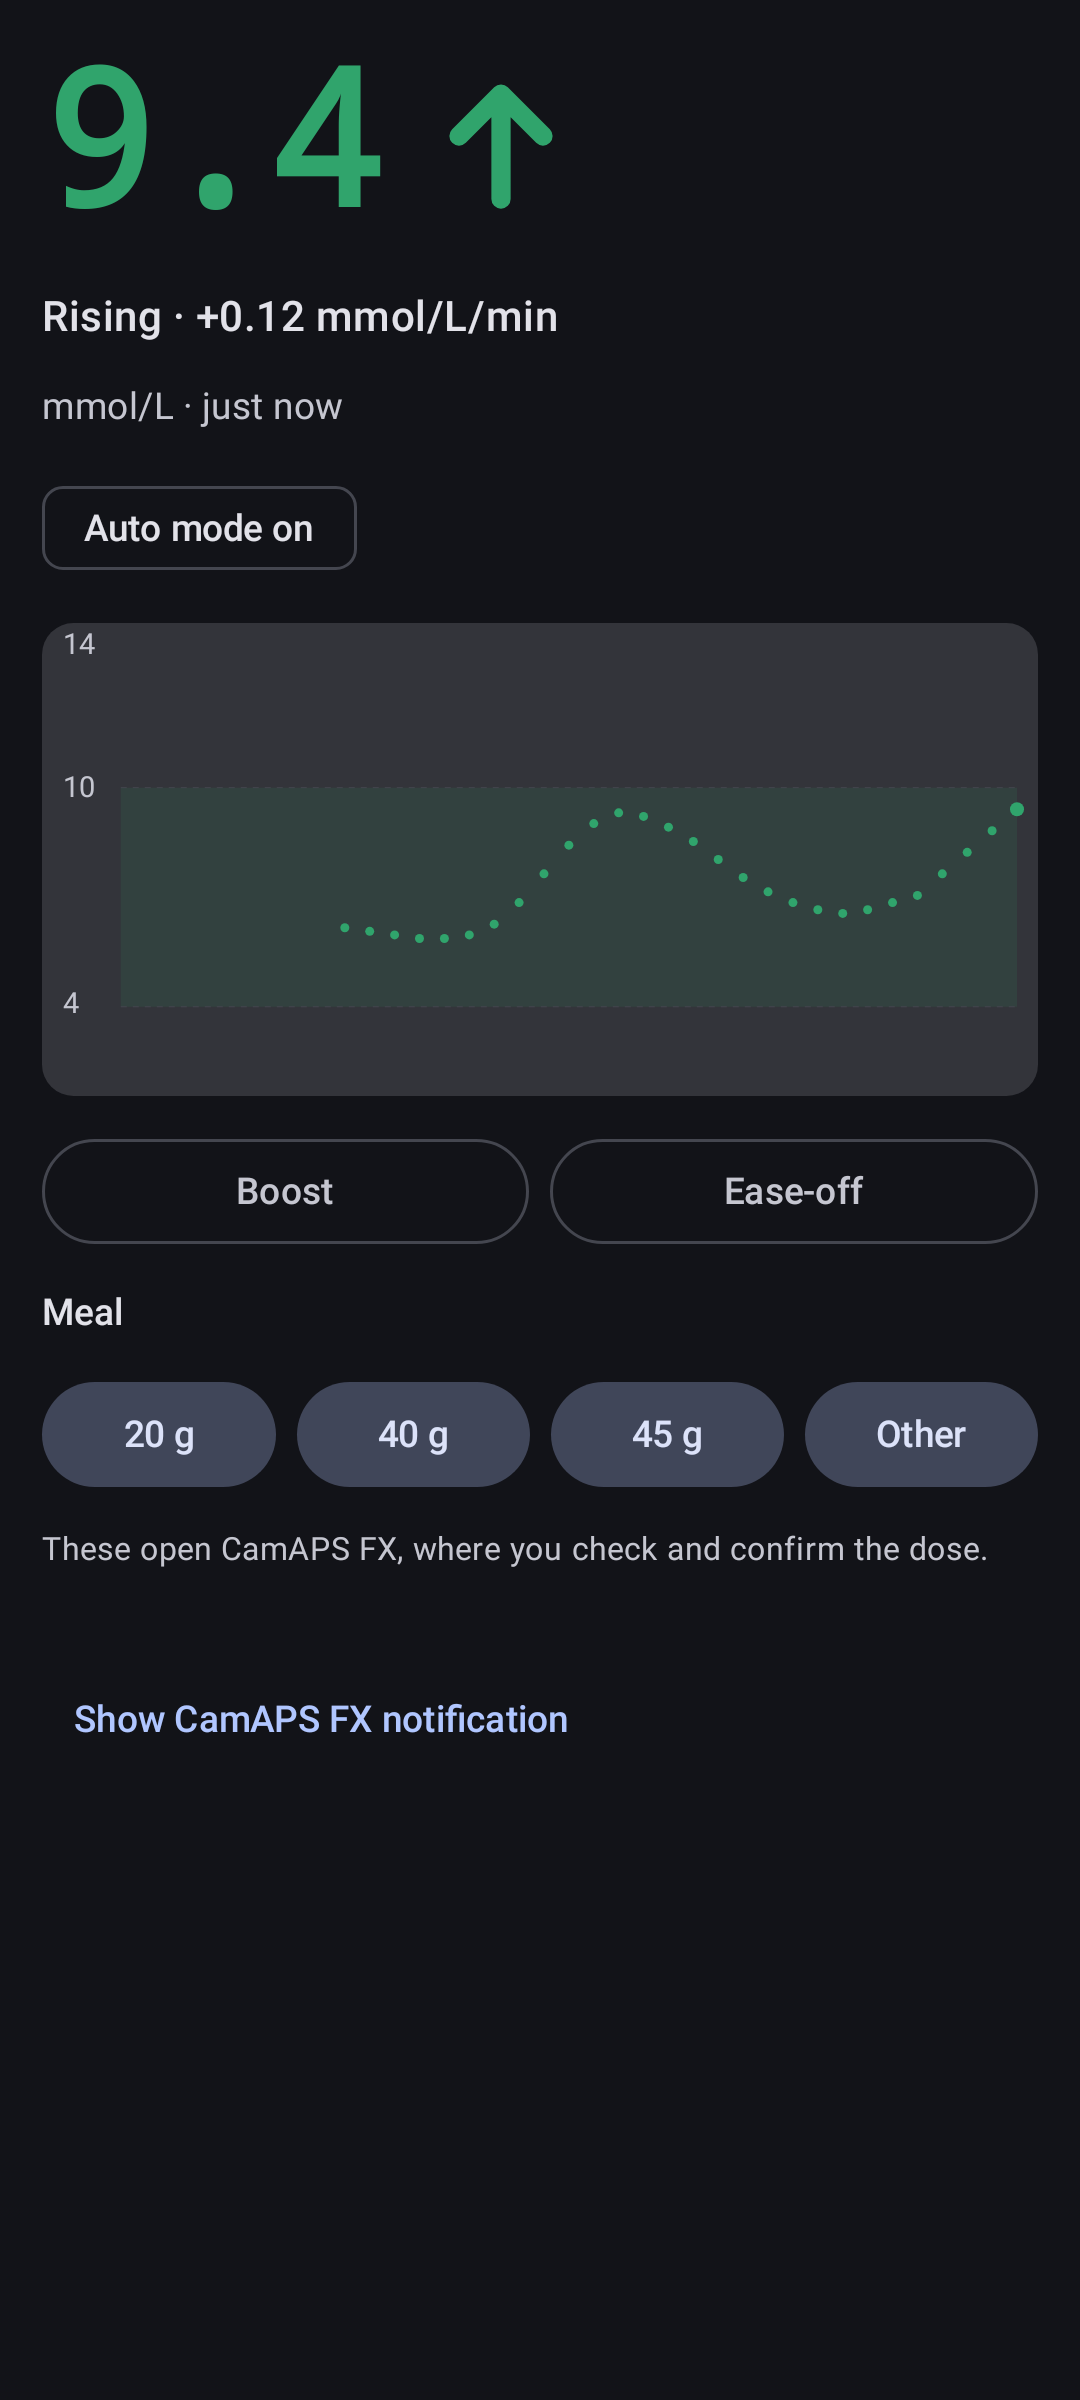 9.4
Rising · +0.12 mmol/L/min
mmol/L · just now
Auto mode on
14
10
4
Boost
Ease-off
Meal
20 g
40 g
45 g
Other
These open CamAPS FX, where you check and confirm the dose.
Show CamAPS FX notification